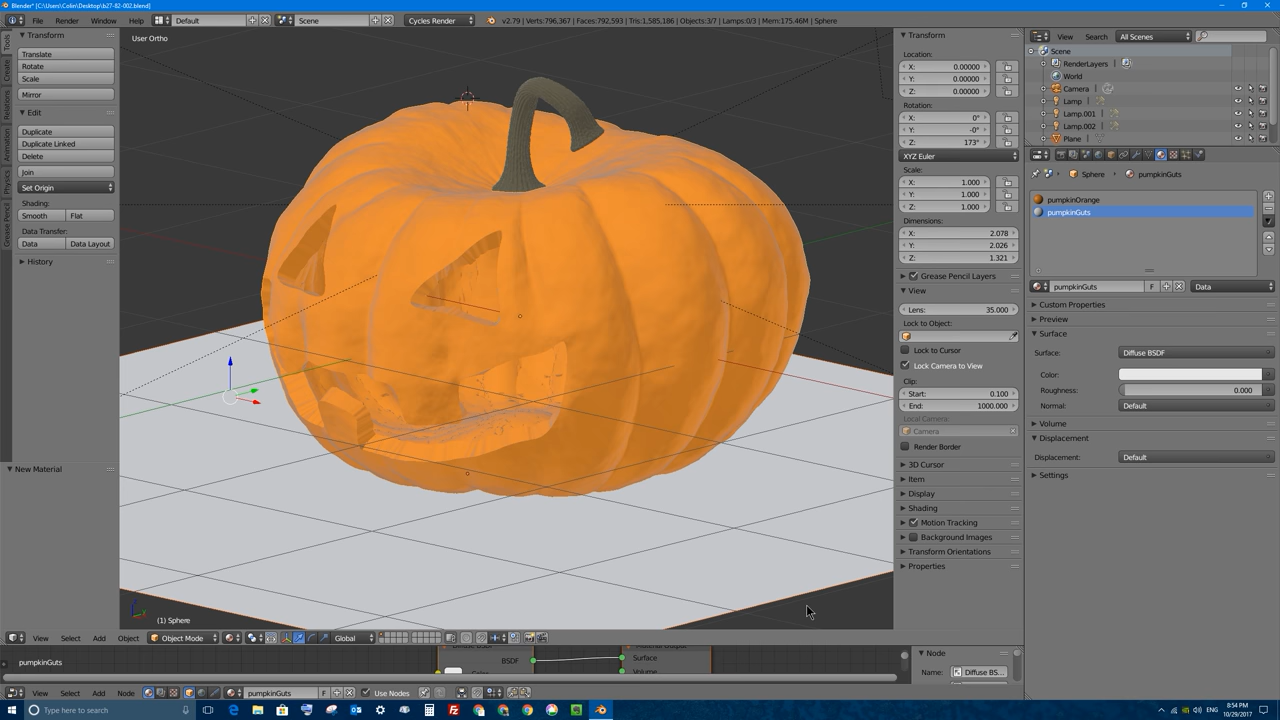 Blender* [C:\Users\Colin\Desktop\b27-82-002.blend]
File Render Window Help Default Scene Cycles Render v2.79 | Verts:796,367 | Faces:792,593 | Tris:1,585,186 | Objects:3/7 | Lamps:0/3 | Mem:175.46M | Sphere
Tools
Create
Relations
Animation
Physics
Grease Pencil
Transform
Translate
Rotate
Scale
Mirror
Edit
Duplicate
Duplicate Linked
Delete
Join
Set Origin
Shading:
Smooth Flat
Data Transfer:
Data Data Layout
History
New Material
User Ortho
(1) Sphere
Transform
Location:
X: 0.00000
Y: 0.00000
Z: 0.00000
Rotation:
X: 0°
Y: -0°
Z: 173°
XYZ Euler
Scale:
X: 1.000
Y: 1.000
Z: 1.000
Dimensions:
X: 2.078
Y: 2.026
Z: 1.321
Grease Pencil Layers
View
Lens: 35.000
Lock to Object:
Lock to Cursor
Lock Camera to View
Clip:
Start: 0.100
End: 1000.000
Local Camera:
Camera
Render Border
3D Cursor
Item
Display
Shading
Motion Tracking
Background Images
Transform Orientations
Properties
View Search All Scenes
Scene
RenderLayers
World
Camera
Lamp
Lamp.001
Lamp.002
Plane
Sphere pumpkinGuts
pumpkinOrange
pumpkinGuts
pumpkinGuts F Data
Custom Properties
Preview
Surface
Surface: Diffuse BSDF
Color:
Roughness: 0.000
Normal: Default
Volume
Displacement
Displacement: Default
Settings
View Select Add Object Object Mode Global
pumpkinGuts
BSDF
Surface
Volume
Node
Name: Diffuse BS...
View Select Add Node pumpkinGuts F Use Nodes
Type here to search
ENG
8:54 PM
10/29/2017